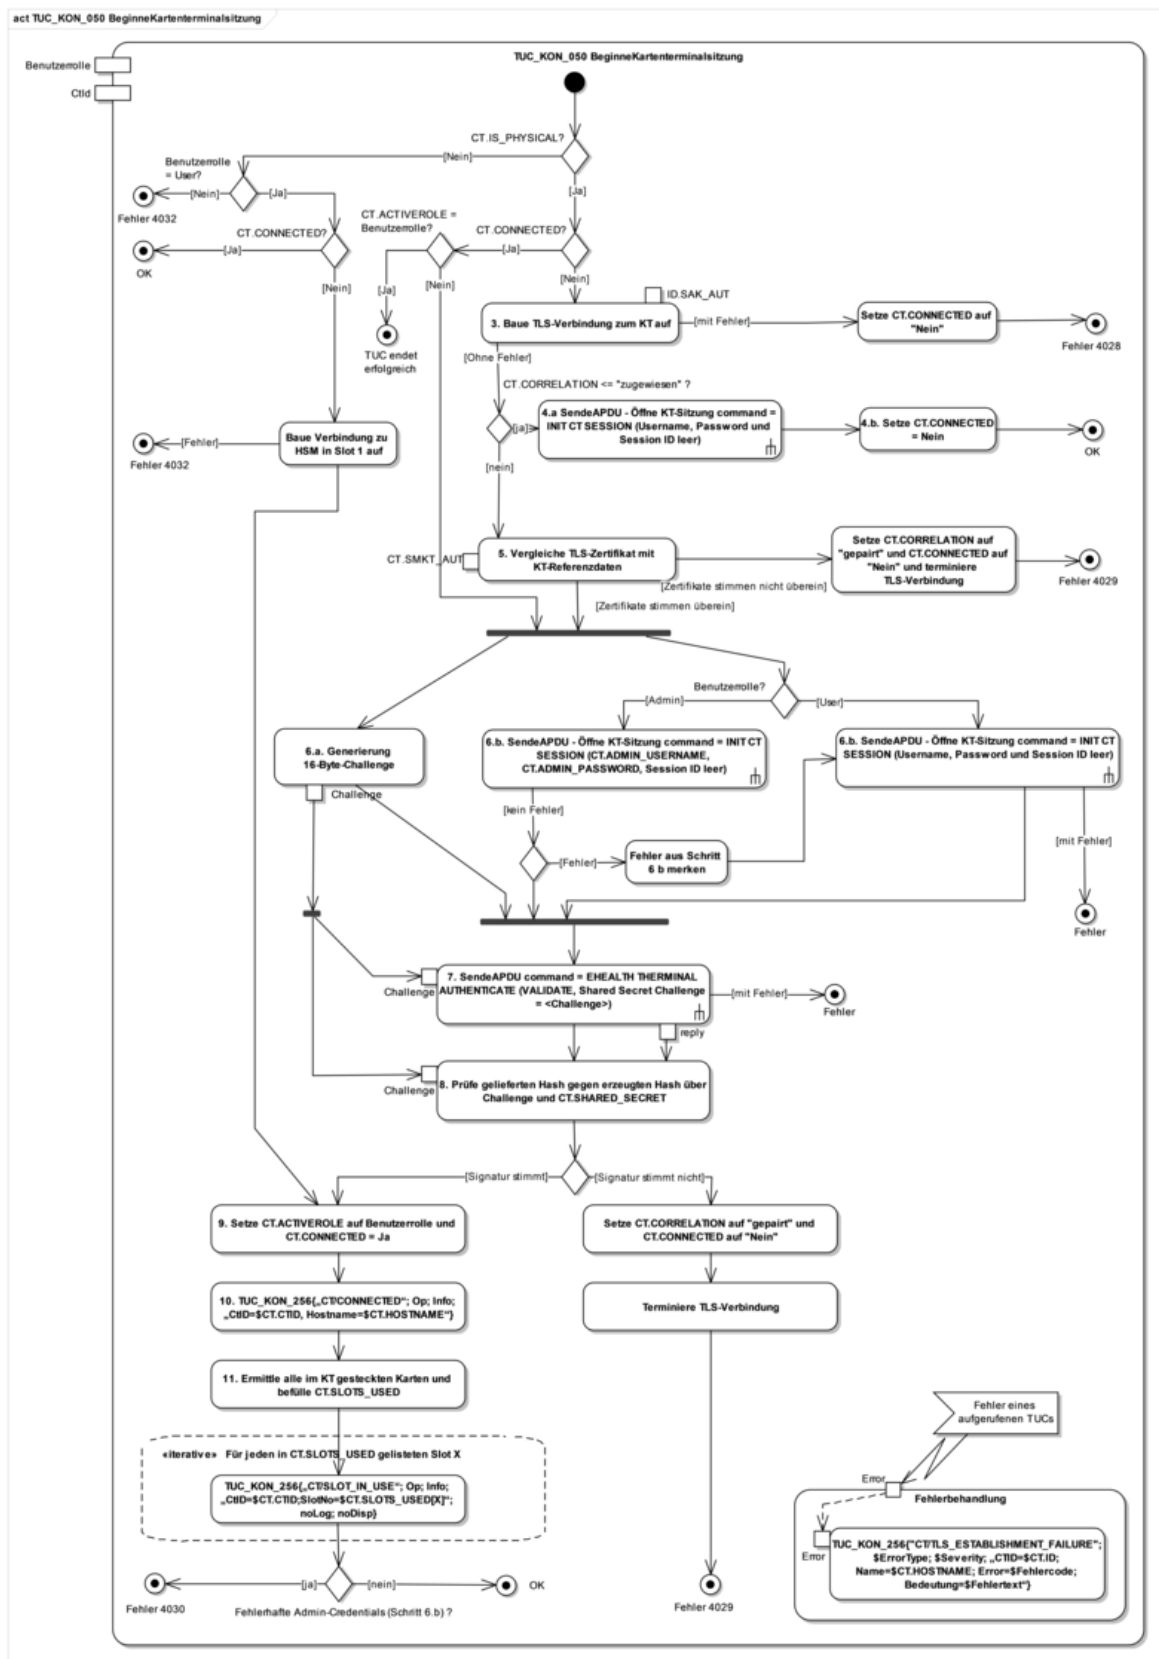 act TUC_KON_050 BeginneKartenterminalsitzung
TUC_KON_050 BeginneKartenterminalsitzung
Benutzerrolle
CtId
CT.IS_PHYSICAL?
[Nein]
[Ja]
Benutzerrolle
= User?
[Nein]
[Ja]
Fehler 4032
CT.CONNECTED?
[Ja]
OK
[Nein]
CT.ACTIVEROLE =
Benutzerrolle?
CT.CONNECTED?
[Ja]
[Nein]
[Ja]
[Nein]
TUC endet
erfolgreich
ID.SAK_AUT
3. Baue TLS-Verbindung zum KT auf
[mit Fehler]
Setze CT.CONNECTED auf
"Nein"
Fehler 4028
[Ohne Fehler]
CT.CORRELATION <= "zugewiesen" ?
[ja]
4.a SendeAPDU - Öffne KT-Sitzung command =
INIT CT SESSION (Username, Password und
Session ID leer)
4.b. Setze CT.CONNECTED
= Nein
OK
[nein]
Baue Verbindung zu
HSM in Slot 1 auf
[Fehler]
Fehler 4032
CT.SMKT_AUT
5. Vergleiche TLS-Zertifikat mit
KT-Referenzdaten
[Zertifikate stimmen nicht überein]
Setze CT.CORRELATION auf
"gepairt" und CT.CONNECTED auf
"Nein" und terminiere
TLS-Verbindung
Fehler 4029
[Zertifikate stimmen überein]
Benutzerrolle?
[Admin]
[User]
6.a. Generierung
16-Byte-Challenge
Challenge
6.b. SendeAPDU - Öffne KT-Sitzung command = INIT CT
SESSION (CT.ADMIN_USERNAME,
CT.ADMIN_PASSWORD, Session ID leer)
6.b. SendeAPDU - Öffne KT-Sitzung command = INIT CT
SESSION (Username, Password und Session ID leer)
[kein Fehler]
[Fehler]
Fehler aus Schritt
6 b merken
[mit Fehler]
Fehler
Challenge
7. SendeAPDU command = EHEALTH THERMINAL
AUTHENTICATE (VALIDATE, Shared Secret Challenge
= <Challenge>)
[mit Fehler]
Fehler
reply
Challenge
8. Prüfe gelieferten Hash gegen erzeugten Hash über
Challenge und CT.SHARED_SECRET
[Signatur stimmt]
[Signatur stimmt nicht]
9. Setze CT.ACTIVEROLE auf Benutzerrolle und
CT.CONNECTED = Ja
Setze CT.CORRELATION auf "gepairt" und
CT.CONNECTED auf "Nein"
10. TUC_KON_256{„CT/CONNECTED“; Op; Info;
„CtID=$CT.CTID, Hostname=$CT.HOSTNAME“}
Terminiere TLS-Verbindung
11. Ermittle alle im KT gesteckten Karten und
befülle CT.SLOTS_USED
«iterative» Für jeden in CT.SLOTS_USED gelisteten Slot X
TUC_KON_256{„CT/SLOT_IN_USE“; Op; Info;
„CtID=$CT.CTID;SlotNo=$CT.SLOTS_USED[X]“;
noLog; noDisp}
[ja]
[nein]
OK
Fehler 4030
Fehlerhafte Admin-Credentials (Schritt 6.b) ?
Fehler 4029
Fehler eines
aufgerufenen TUCs
Error
Fehlerbehandlung
Error
TUC_KON_256{"CT/TLS_ESTABLISHMENT_FAILURE";
$ErrorType; $Severity; „CTID=$CT.ID;
Name=$CT.HOSTNAME; Error=$Fehlercode;
Bedeutung=$Fehlertext“}